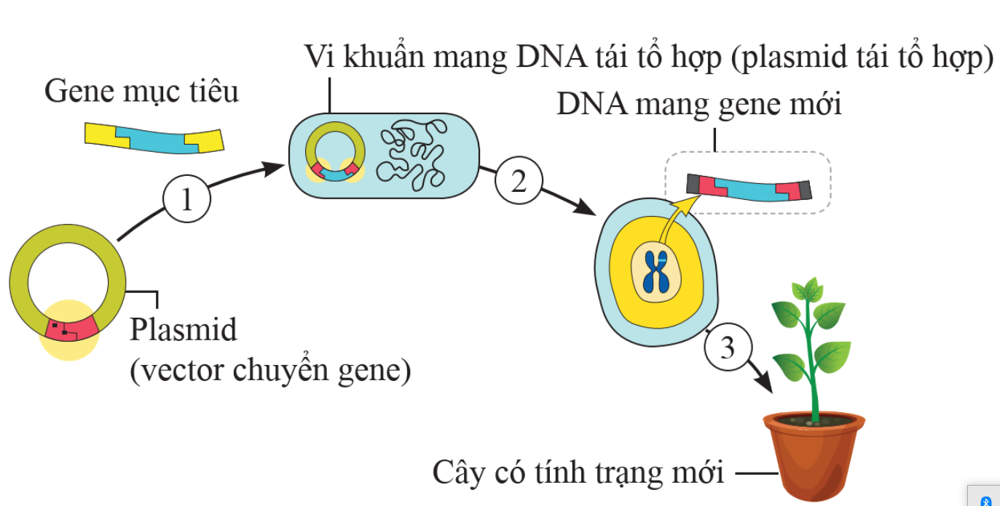 Vi khuẩn mang DNA tái tổ hợp (plasmid tái tổ hợp)
Gene mục tiêu
DNA mang gene mới
1
2
Plasmid
(vector chuyển gene)
3
Cây có tính trạng mới